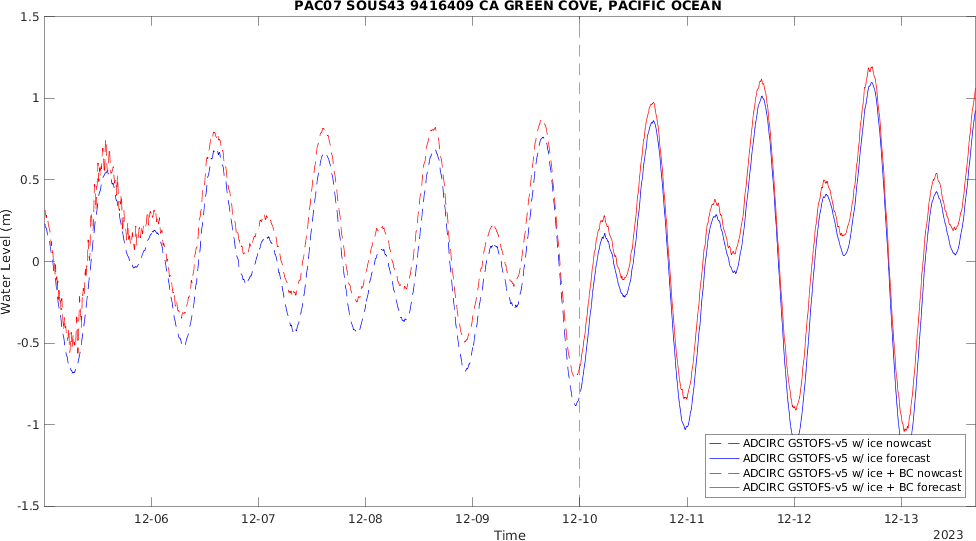 PAC07 SOUS43 9416409 CA GREEN COVE, PACIFIC OCEAN
1.5
1
0.5
0
-0.5
-1
-1.5
Water Level (m)
ADCIRC GSTOFS-v5 w/ ice nowcast
ADCIRC GSTOFS-v5 w/ ice forecast
ADCIRC GSTOFS-v5 w/ ice + BC nowcast
ADCIRC GSTOFS-v5 w/ ice + BC forecast
12-06 12-07 12-08 12-09 12-10 12-11 12-12 12-13
Time
2023